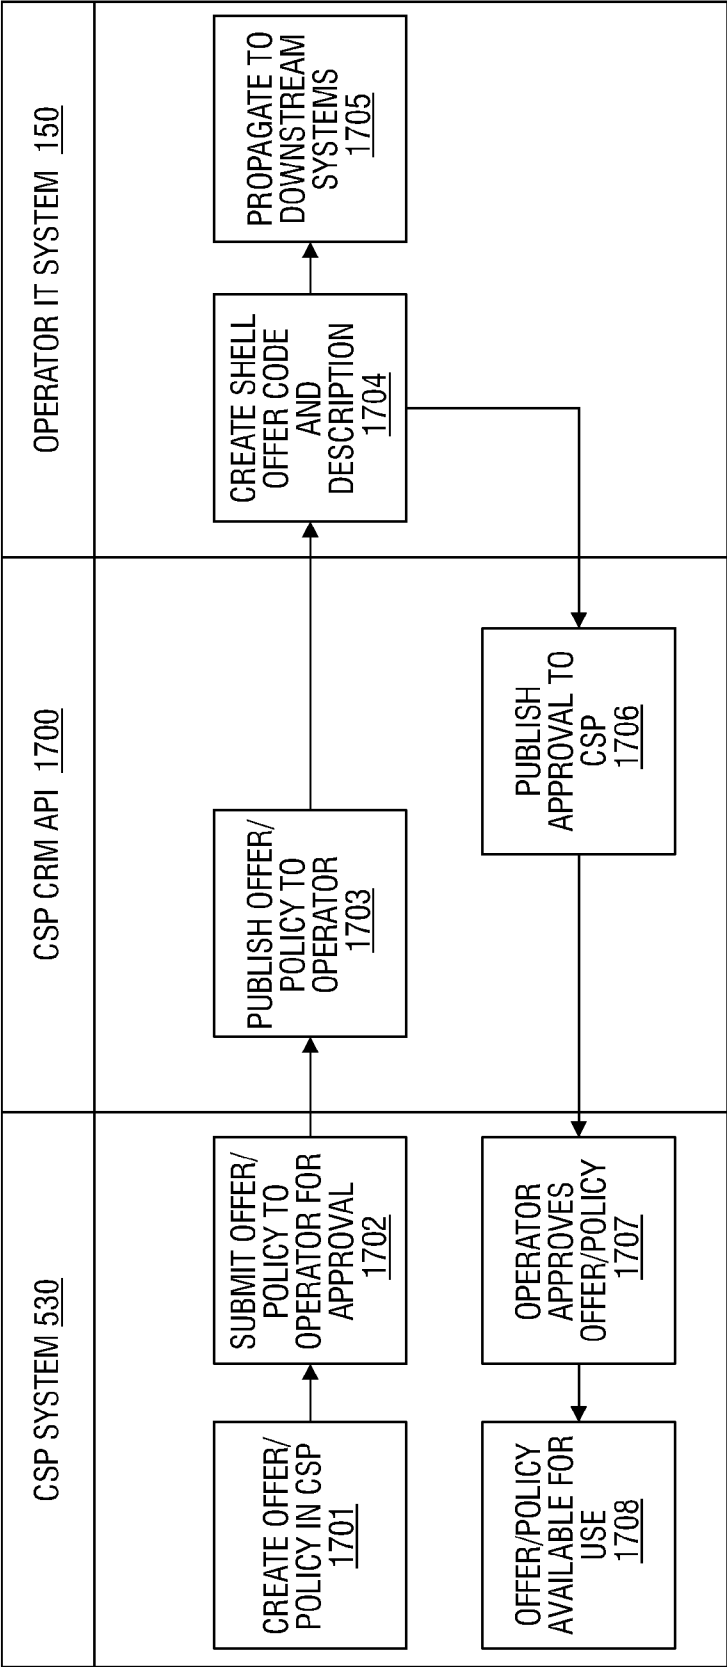 CSP SYSTEM 530
CSP CRM API 1700
OPERATOR IT SYSTEM 150
CREATE OFFER/
POLICY IN CSP
1701
SUBMIT OFFER/
POLICY TO
OPERATOR FOR
APPROVAL
1702
PUBLISH OFFER/
POLICY TO
OPERATOR
1703
CREATE SHELL
OFFER CODE
AND
DESCRIPTION
1704
PROPAGATE TO
DOWNSTREAM
SYSTEMS
1705
OFFER/POLICY
AVAILABLE FOR
USE
1708
OPERATOR
APPROVES
OFFER/POLICY
1707
PUBLISH
APPROVAL TO
CSP
1706